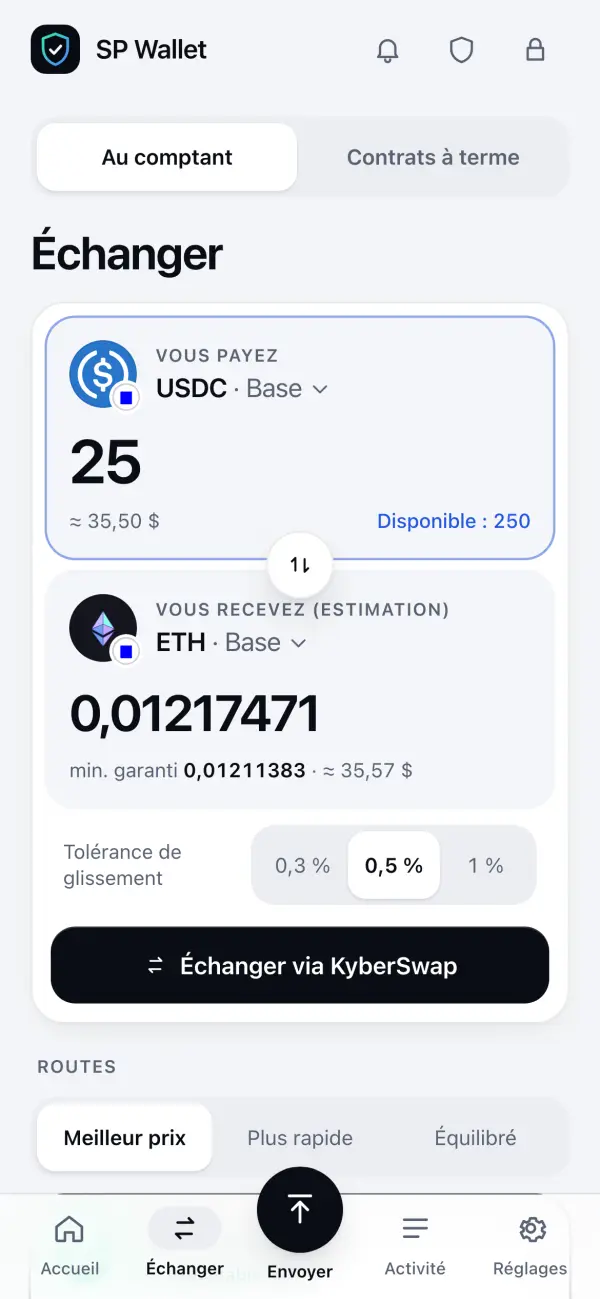 SP Wallet
Au comptant
Contrats à terme
Échanger
VOUS PAYEZ
USDC · Base
25
≈ 35,50 $
Disponible : 250
VOUS RECEVEZ (ESTIMATION)
ETH · Base
0,01217471
min. garanti 0,01211383 · ≈ 35,57 $
Tolérance de
glissement
0,3 %
0,5 %
1 %
Échanger via KyberSwap
ROUTES
Meilleur prix
Plus rapide
Équilibré
Accueil
Échanger
Envoyer
Activité
Réglages